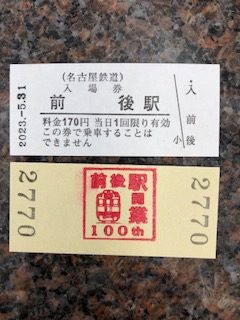 2023.-5.31
(名古屋鉄道)
入場券
前後駅
料金170円 当日1回限り有効
この券で乗車することは
できません
・入
前
小 後
2770
前後駅
開業
100th
2770